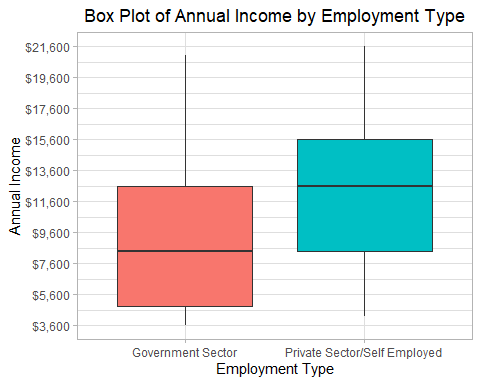 Box Plot of Annual Income by Employment Type
Annual Income
$21,600
$19,600
$17,600
$15,600
$13,600
$11,600
$9,600
$7,600
$5,600
$3,600
Government Sector
Private Sector/Self Employed
Employment Type